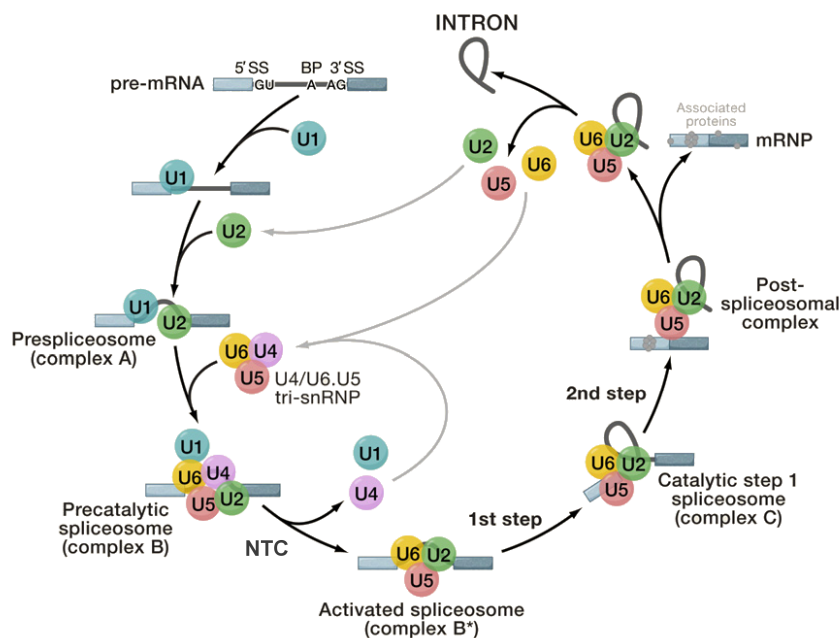 INTRON
5′SS BP 3′SS
pre-mRNA
GU A AG
U1
U1
U2
U5
U6
U6 U2
U5
Associated
proteins
mRNP
U2
U1
U2
Prespliceosome
(complex A)
U6 U4
U5
U4/U6.U5
tri-snRNP
U6 U2
U5
Post-
spliceosomal
complex
2nd step
U1
U6 U4
U5 U2
Precatalytic
spliceosome
(complex B)
U1
U4
NTC
1st step
U6 U2
U5
Catalytic step 1
spliceosome
(complex C)
U6 U2
U5
Activated spliceosome
(complex B*)